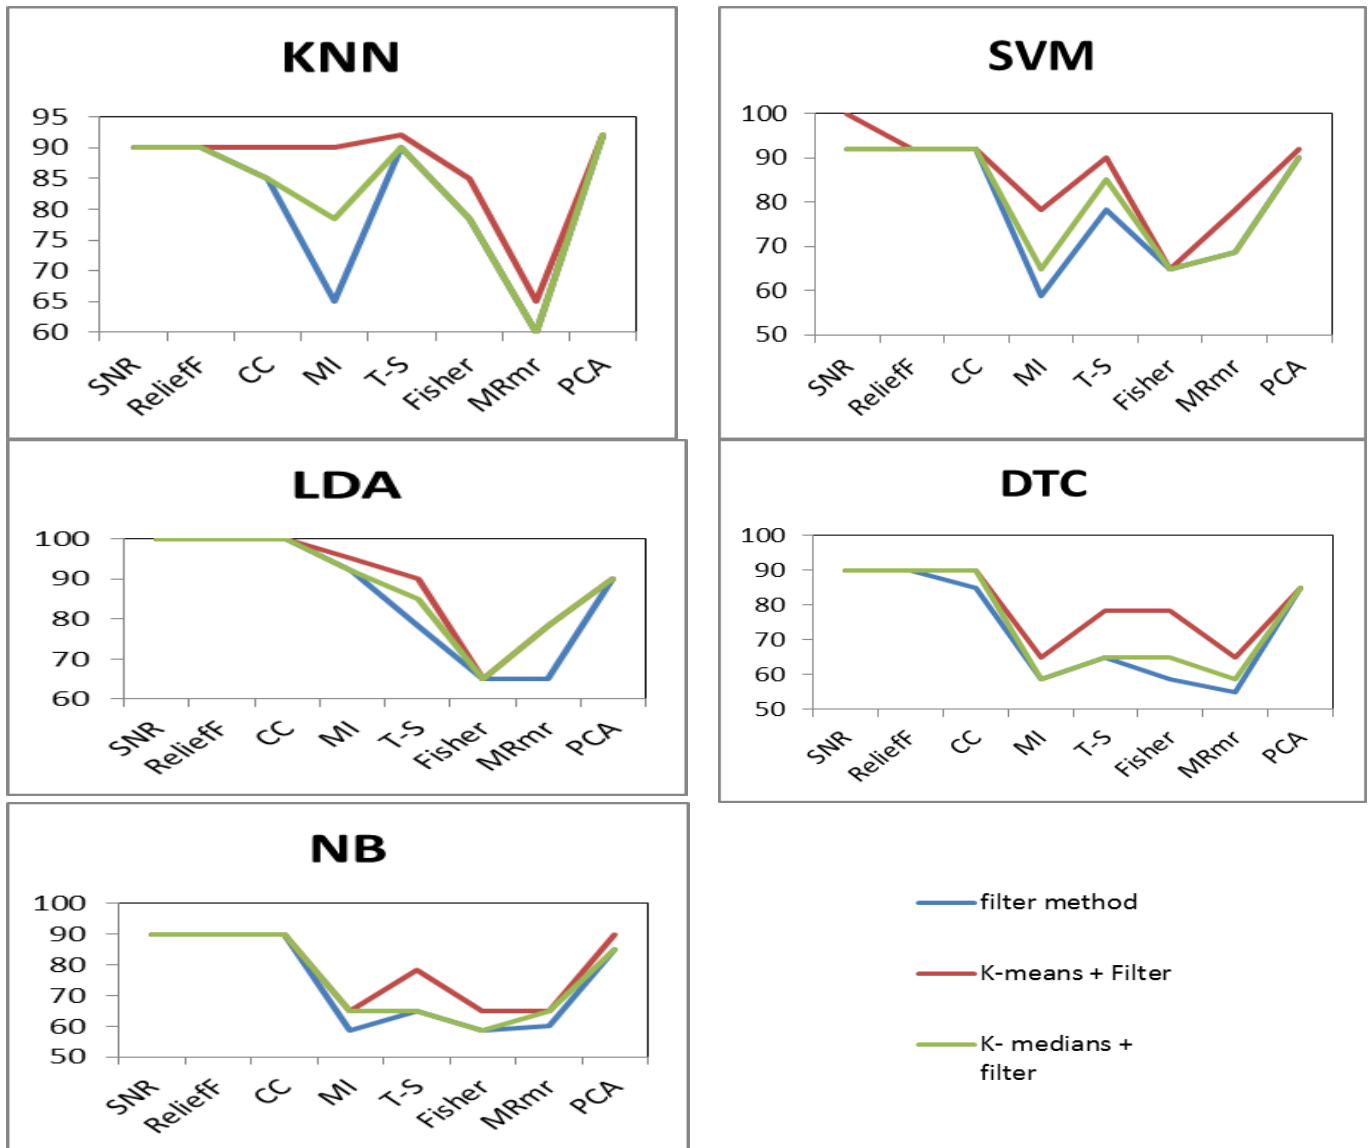 KNN
95
90
85
80
75
70
65
60
SNR
ReliefF
CC
MI
T-S
Fisher
MRmr
PCA
SVM
100
90
80
70
60
50
SNR
ReliefF
CC
MI
T-S
Fisher
MRmr
PCA
LDA
100
90
80
70
60
SNR
ReliefF
CC
MI
T-S
Fisher
MRmr
PCA
DTC
100
90
80
70
60
50
SNR
ReliefF
CC
MI
T-S
Fisher
MRmr
PCA
NB
100
90
80
70
60
50
SNR
ReliefF
CC
MI
T-S
Fisher
MRmr
PCA
filter method
K-means + Filter
K- medians +
filter